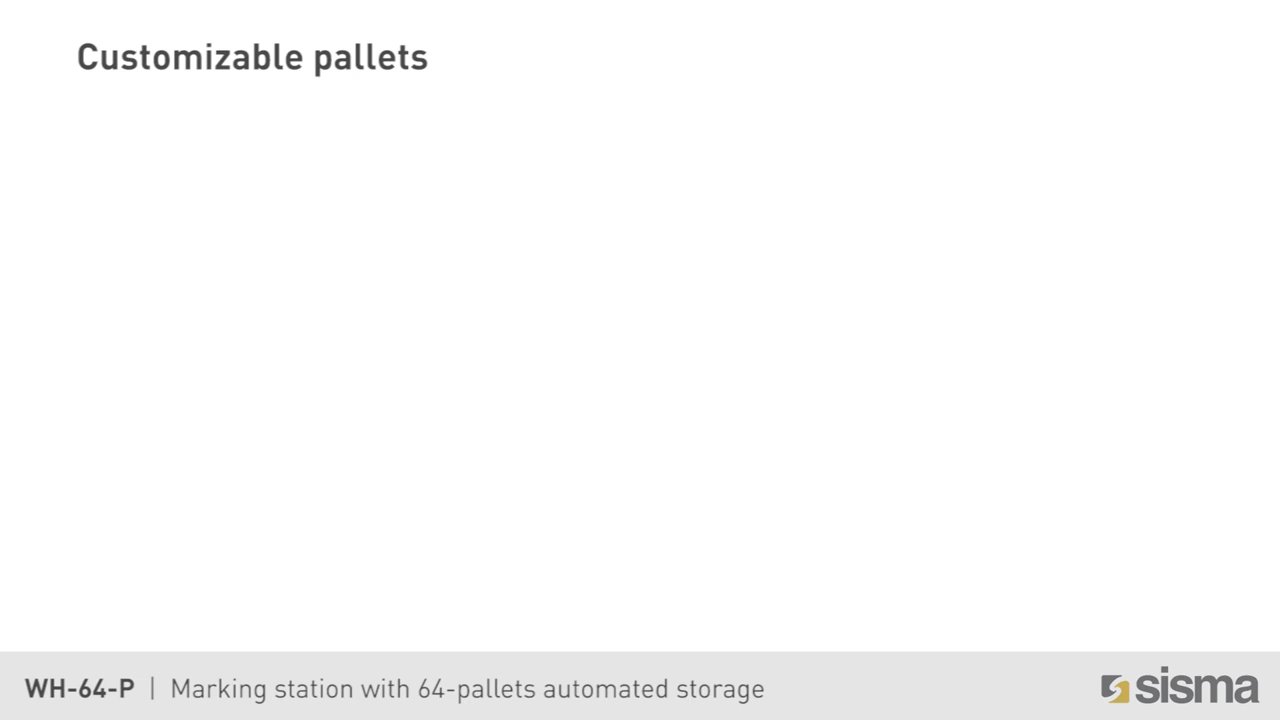 Customizable pallets
WH-64-P | Marking station with 64-pallets automated storage
sisma